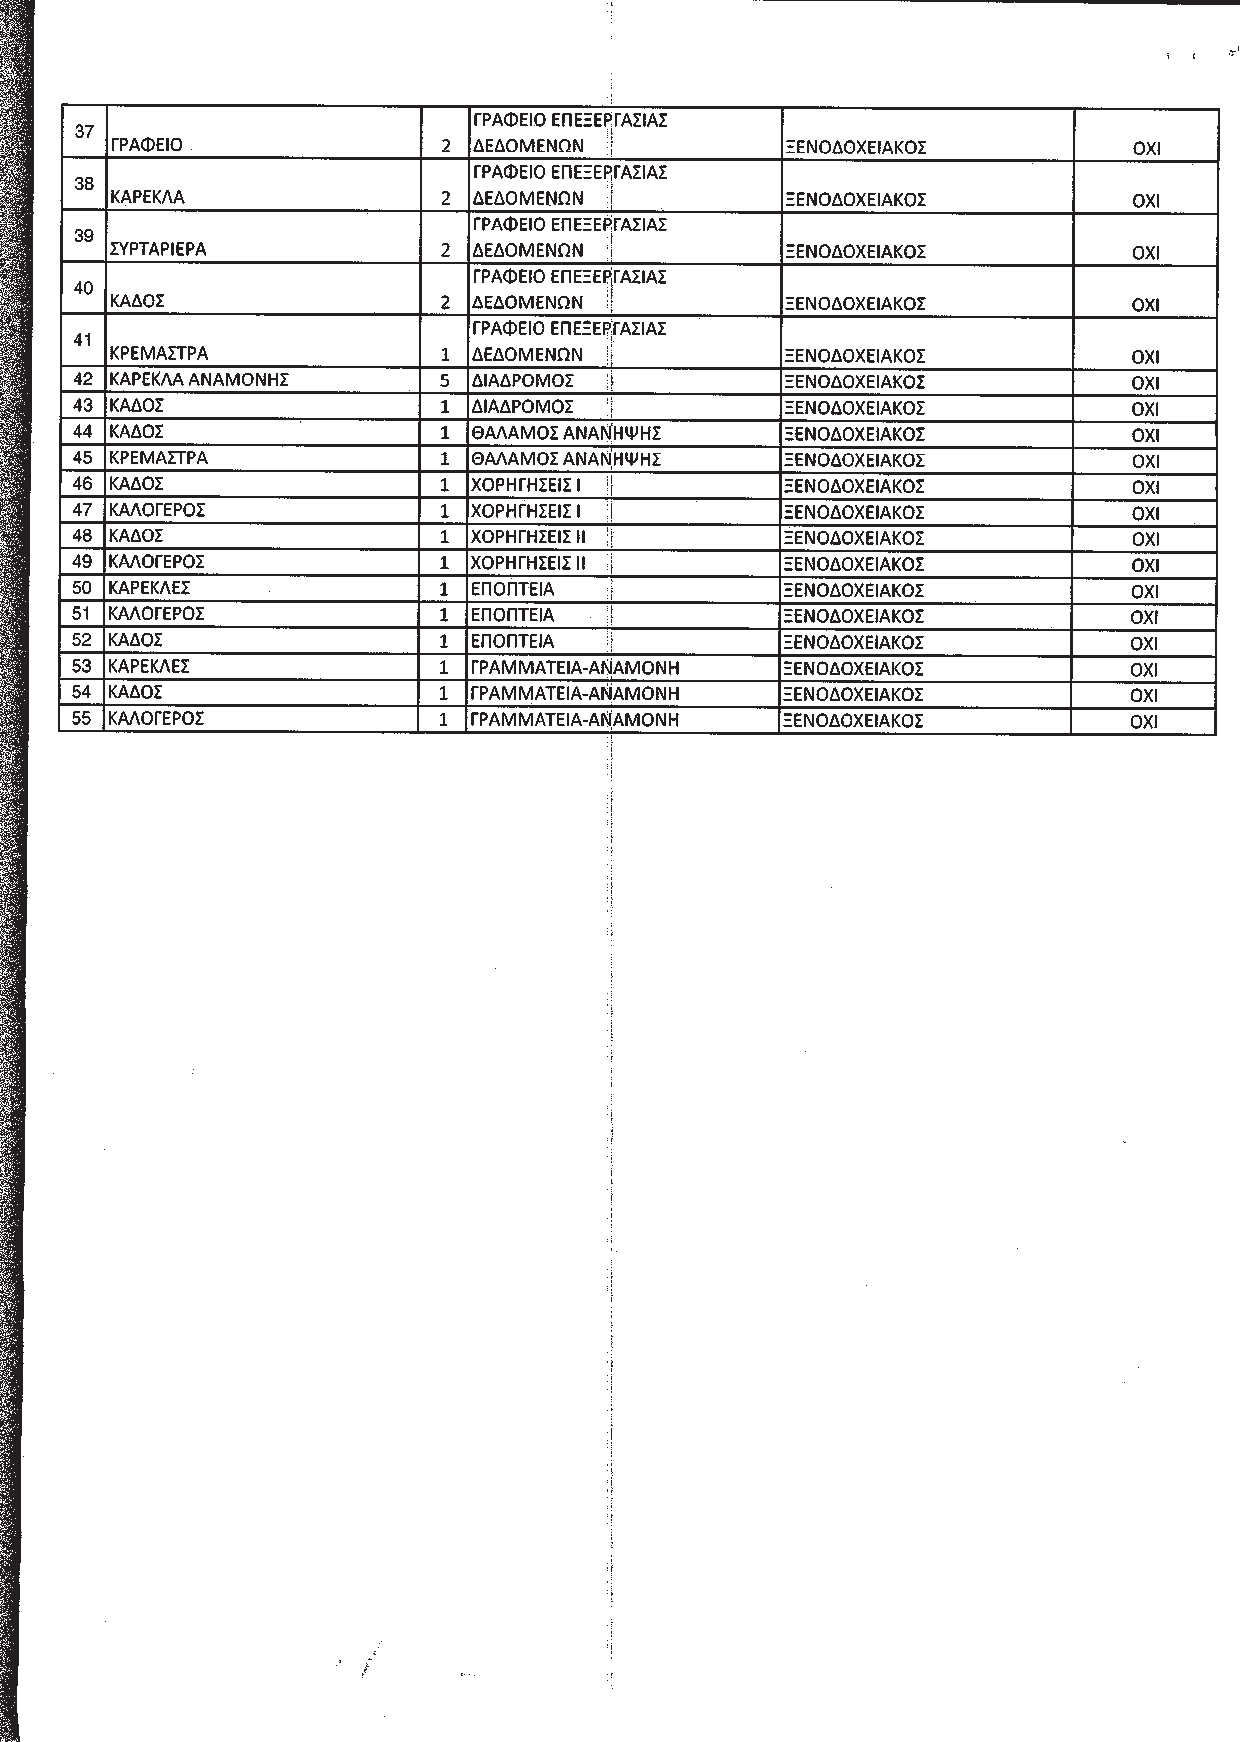 37 ΓΡΑΦΕΙΟ 2 ΓΡΑΦΕΙΟ ΕΠΕΞΕΡΓΑΣΙΑΣ ΔΕΔΟΜΕΝΩΝ ΞΕΝΟΔΟΧΕΙΑΚΟΣ ΟΧΙ
38 ΚΑΡΕΚΛΑ 2 ΓΡΑΦΕΙΟ ΕΠΕΞΕΡΓΑΣΙΑΣ ΔΕΔΟΜΕΝΩΝ ΞΕΝΟΔΟΧΕΙΑΚΟΣ ΟΧΙ
39 ΣΥΡΤΑΡΙΕΡΑ 2 ΓΡΑΦΕΙΟ ΕΠΕΞΕΡΓΑΣΙΑΣ ΔΕΔΟΜΕΝΩΝ ΞΕΝΟΔΟΧΕΙΑΚΟΣ ΟΧΙ
40 ΚΑΔΟΣ 2 ΓΡΑΦΕΙΟ ΕΠΕΞΕΡΓΑΣΙΑΣ ΔΕΔΟΜΕΝΩΝ ΞΕΝΟΔΟΧΕΙΑΚΟΣ ΟΧΙ
41 ΚΡΕΜΑΣΤΡΑ 1 ΓΡΑΦΕΙΟ ΕΠΕΞΕΡΓΑΣΙΑΣ ΔΕΔΟΜΕΝΩΝ ΞΕΝΟΔΟΧΕΙΑΚΟΣ ΟΧΙ
42 ΚΑΡΕΚΛΑ ΑΝΑΜΟΝΗΣ 5 ΔΙΑΔΡΟΜΟΣ ΞΕΝΟΔΟΧΕΙΑΚΟΣ ΟΧΙ
43 ΚΑΔΟΣ 1 ΔΙΑΔΡΟΜΟΣ ΞΕΝΟΔΟΧΕΙΑΚΟΣ ΟΧΙ
44 ΚΑΔΟΣ 1 ΘΑΛΑΜΟΣ ΑΝΑΝΗΨΗΣ ΞΕΝΟΔΟΧΕΙΑΚΟΣ ΟΧΙ
45 ΚΡΕΜΑΣΤΡΑ 1 ΘΑΛΑΜΟΣ ΑΝΑΝΗΨΗΣ ΞΕΝΟΔΟΧΕΙΑΚΟΣ ΟΧΙ
46 ΚΑΔΟΣ 1 ΧΟΡΗΓΗΣΕΙΣ Ι ΞΕΝΟΔΟΧΕΙΑΚΟΣ ΟΧΙ
47 ΚΑΛΟΓΕΡΟΣ 1 ΧΟΡΗΓΗΣΕΙΣ Ι ΞΕΝΟΔΟΧΕΙΑΚΟΣ ΟΧΙ
48 ΚΑΔΟΣ 1 ΧΟΡΗΓΗΣΕΙΣ ΙΙ ΞΕΝΟΔΟΧΕΙΑΚΟΣ ΟΧΙ
49 ΚΑΛΟΓΕΡΟΣ 1 ΧΟΡΗΓΗΣΕΙΣ ΙΙ ΞΕΝΟΔΟΧΕΙΑΚΟΣ ΟΧΙ
50 ΚΑΡΕΚΛΕΣ 1 ΕΠΟΠΤΕΙΑ ΞΕΝΟΔΟΧΕΙΑΚΟΣ ΟΧΙ
51 ΚΑΛΟΓΕΡΟΣ 1 ΕΠΟΠΤΕΙΑ ΞΕΝΟΔΟΧΕΙΑΚΟΣ ΟΧΙ
52 ΚΑΔΟΣ 1 ΕΠΟΠΤΕΙΑ ΞΕΝΟΔΟΧΕΙΑΚΟΣ ΟΧΙ
53 ΚΑΡΕΚΛΕΣ 1 ΓΡΑΜΜΑΤΕΙΑ-ΑΝΑΜΟΝΗ ΞΕΝΟΔΟΧΕΙΑΚΟΣ ΟΧΙ
54 ΚΑΔΟΣ 1 ΓΡΑΜΜΑΤΕΙΑ-ΑΝΑΜΟΝΗ ΞΕΝΟΔΟΧΕΙΑΚΟΣ ΟΧΙ
55 ΚΑΛΟΓΕΡΟΣ 1 ΓΡΑΜΜΑΤΕΙΑ-ΑΝΑΜΟΝΗ ΞΕΝΟΔΟΧΕΙΑΚΟΣ ΟΧΙ